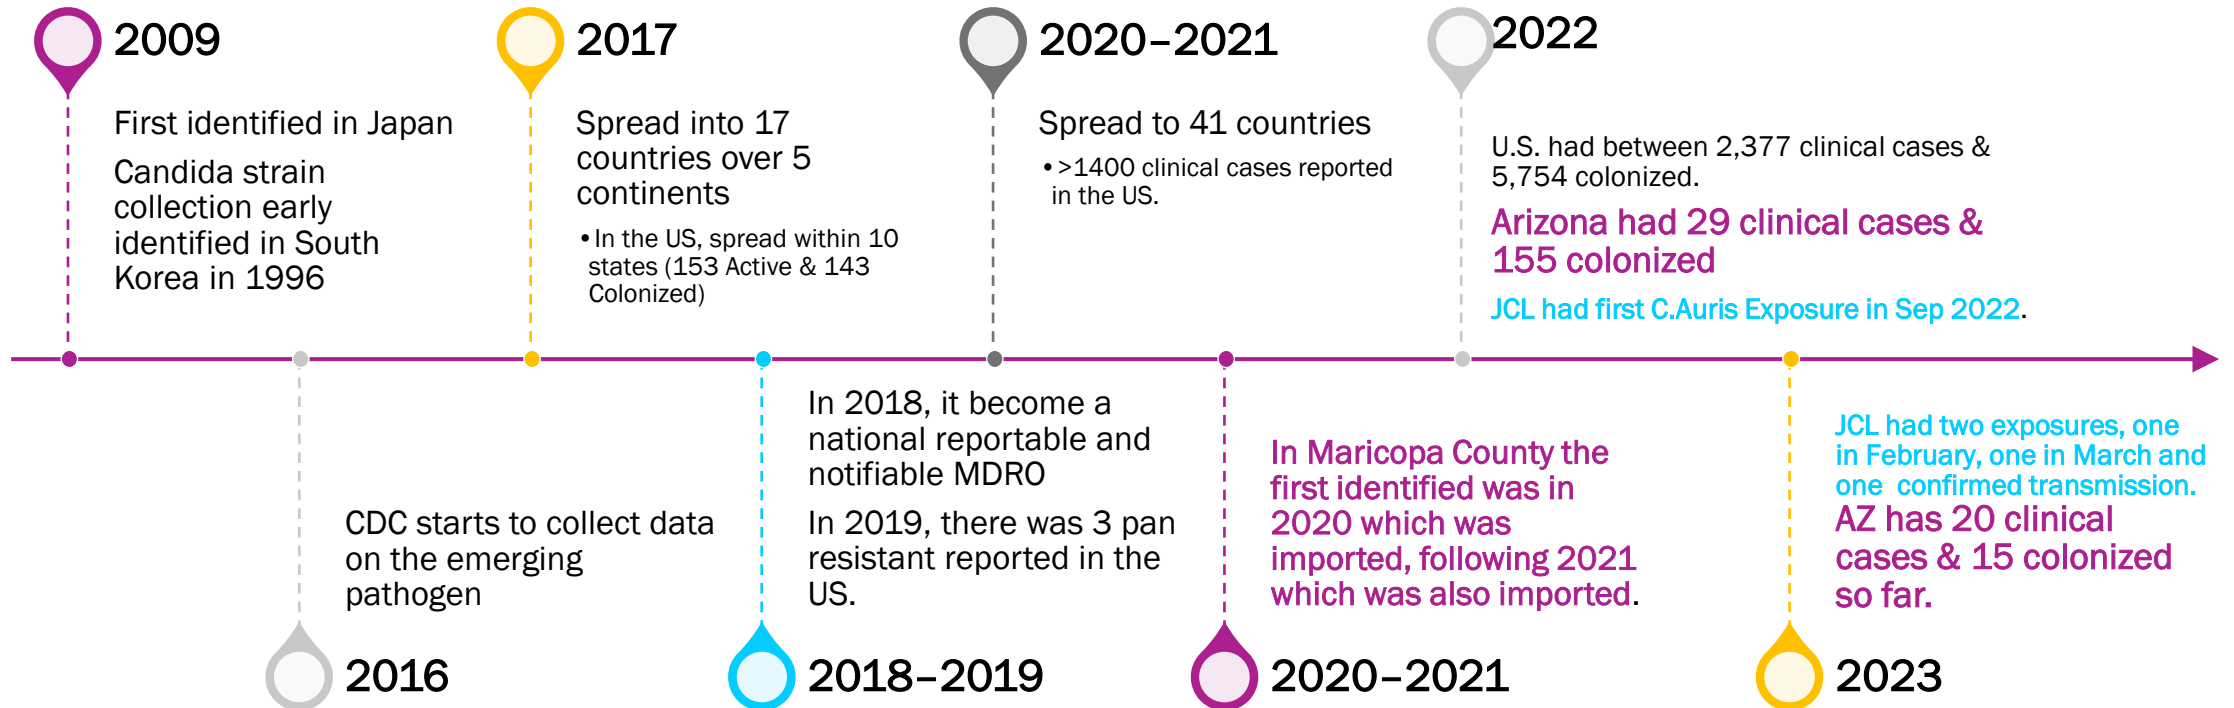 2009
First identified in Japan
Candida strain
collection early
identified in South
Korea in 1996
2016
CDC starts to collect data
on the emerging
pathogen
2017
Spread into 17
countries over 5
continents
•In the US, spread within 10
states (153 Active & 143
Colonized)
2018–2019
In 2018, it become a
national reportable and
notifiable MDRO
In 2019, there was 3 pan
resistant reported in the
US.
2020–2021
Spread to 41 countries
•>1400 clinical cases reported
in the US.
2020–2021
In Maricopa County the
first identified was in
2020 which was
imported, following 2021
which was also imported.
2022
U.S. had between 2,377 clinical cases &
5,754 colonized.
Arizona had 29 clinical cases &
155 colonized
JCL had first C.Auris Exposure in Sep 2022.
2023
JCL had two exposures, one
in February, one in March and
one confirmed transmission.
AZ has 20 clinical
cases & 15 colonized
so far.